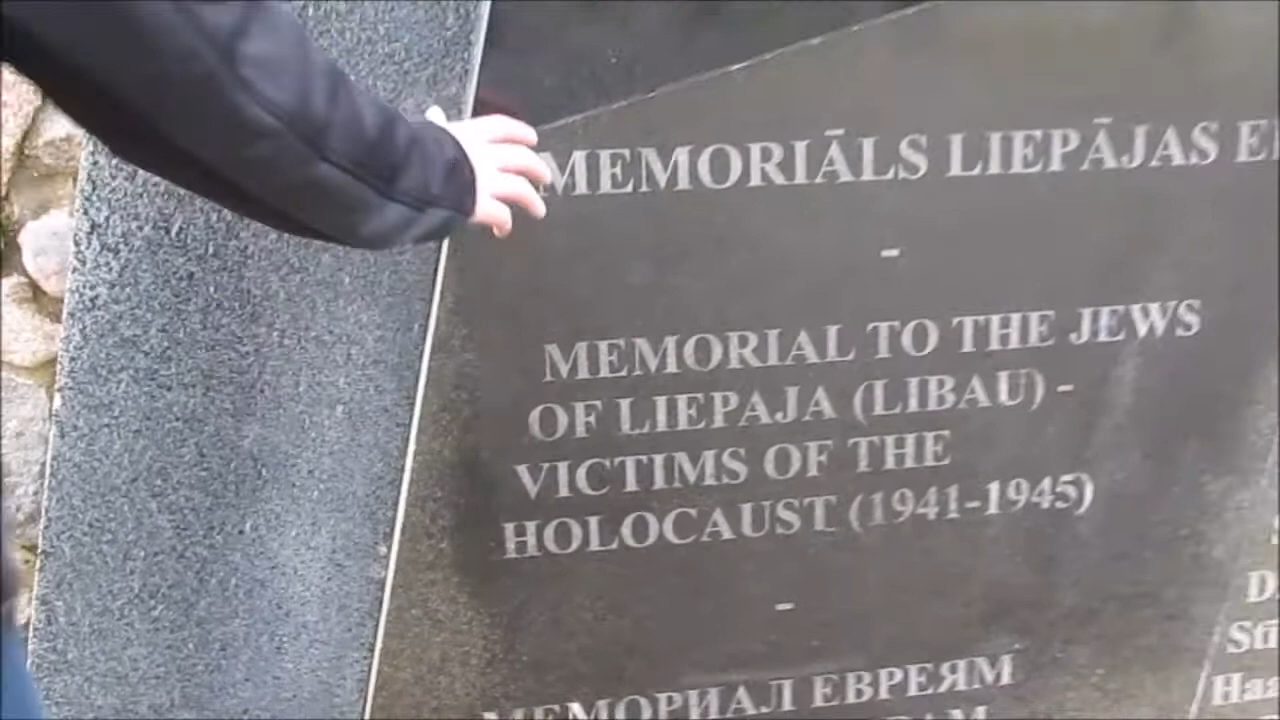 MEMORIĀLS LIEPĀJAS
-
MEMORIAL TO THE JEWS
OF LIEPAJA (LIBAU) -
VICTIMS OF THE
HOLOCAUST (1941-1945)
-
МЕМОРИАЛ ЕВРЕЯМ